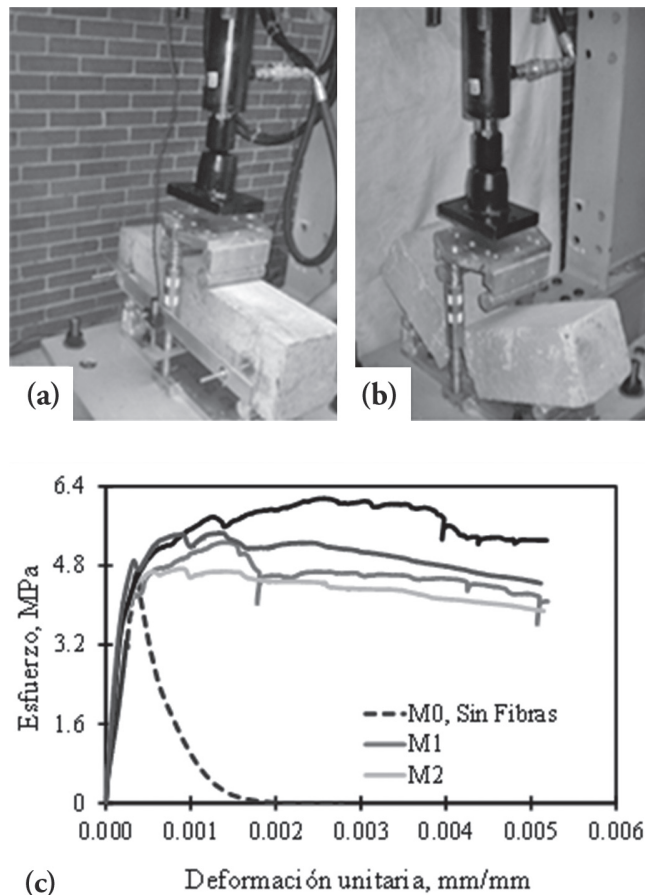 (a)
(b)
Esfuerzo, MPa
6.4
4.8
3.2
1.6
0
M0, Sin Fibras
M1
M2
0.000
0.001
0.002
0.003
0.004
0.005
0.006
(c)
Deformación unitaria, mm/mm